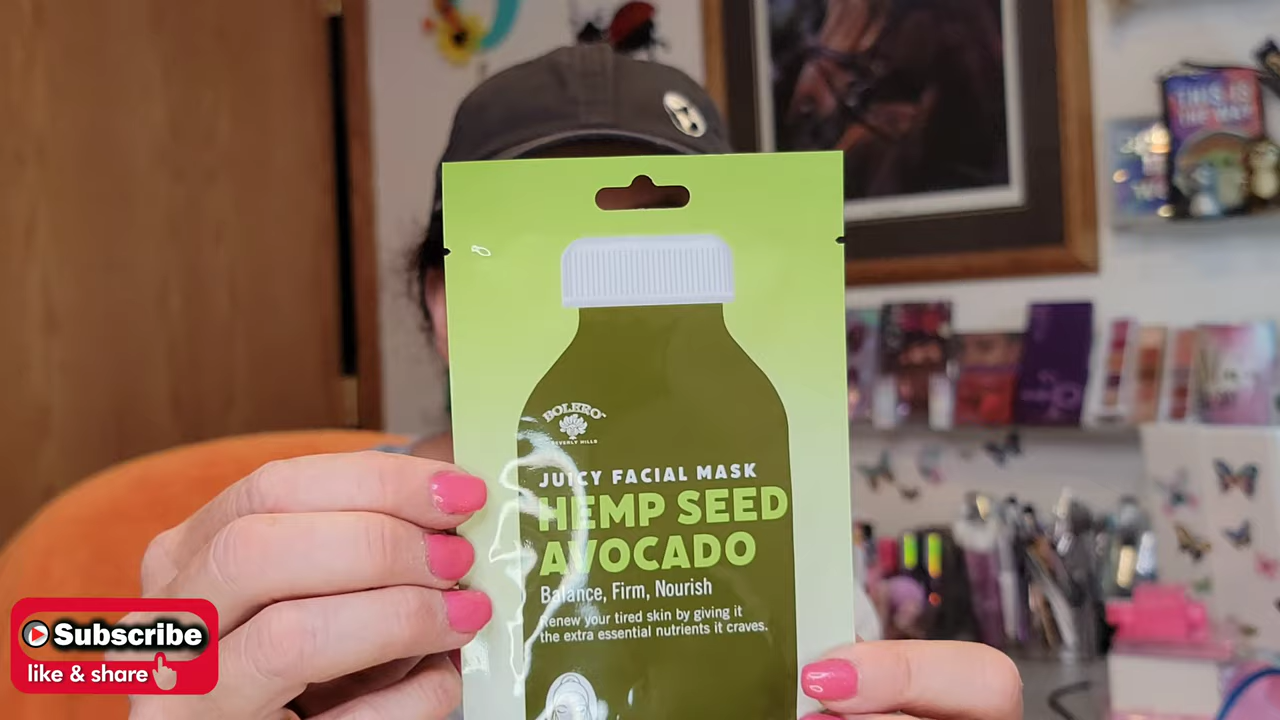 THIS IS
THE WAY
BOLERO™
BEVERLY HILLS
JUICY FACIAL MASK
HEMP SEED
AVOCADO
Balance, Firm, Nourish
Renew your tired skin by giving it
the extra essential nutrients it craves.
Subscribe
like & share